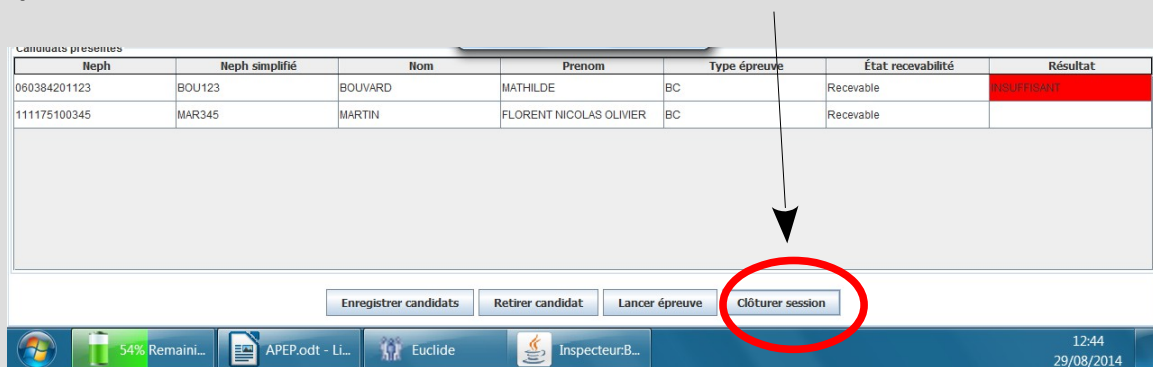 Candidats présentés
Neph Neph simplifié Nom Prenom Type épreuve État recevabilité Résultat
060384201123 BOU123 BOUVARD MATHILDE BC Recevable INSUFFISANT
111175100345 MAR345 MARTIN FLORENT NICOLAS OLIVIER BC Recevable
Enregistrer candidats Retirer candidat Lancer épreuve Clôturer session
54% Remaini... APEP.odt - Li... Euclide Inspecteur:B... 12:44
29/08/2014